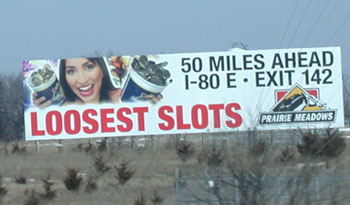 50 MILES AHEAD
I-80 E • EXIT 142
LOOSEST SLOTS
PRAIRIE MEADOWS